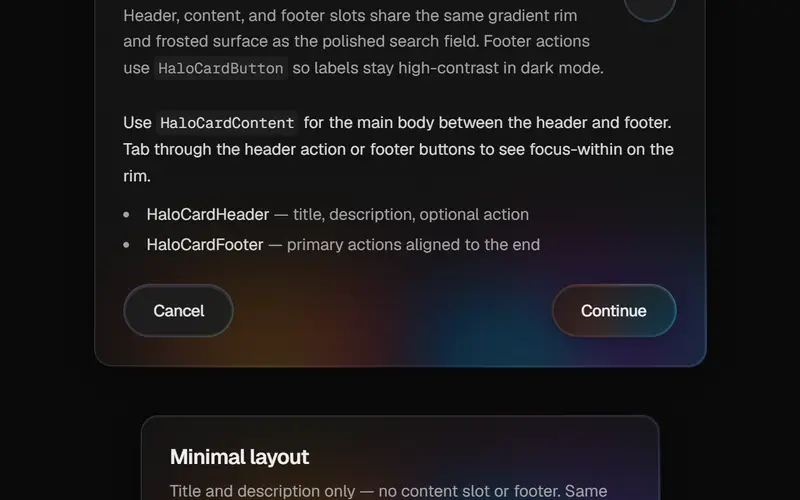 Header, content, and footer slots share the same gradient rim
and frosted surface as the polished search field. Footer actions
use HaloCardButton so labels stay high-contrast in dark mode.
Use HaloCardContent for the main body between the header and footer.
Tab through the header action or footer buttons to see focus-within on the
rim.
• HaloCardHeader — title, description, optional action
• HaloCardFooter — primary actions aligned to the end
Cancel Continue
Minimal layout
Title and description only — no content slot or footer. Same